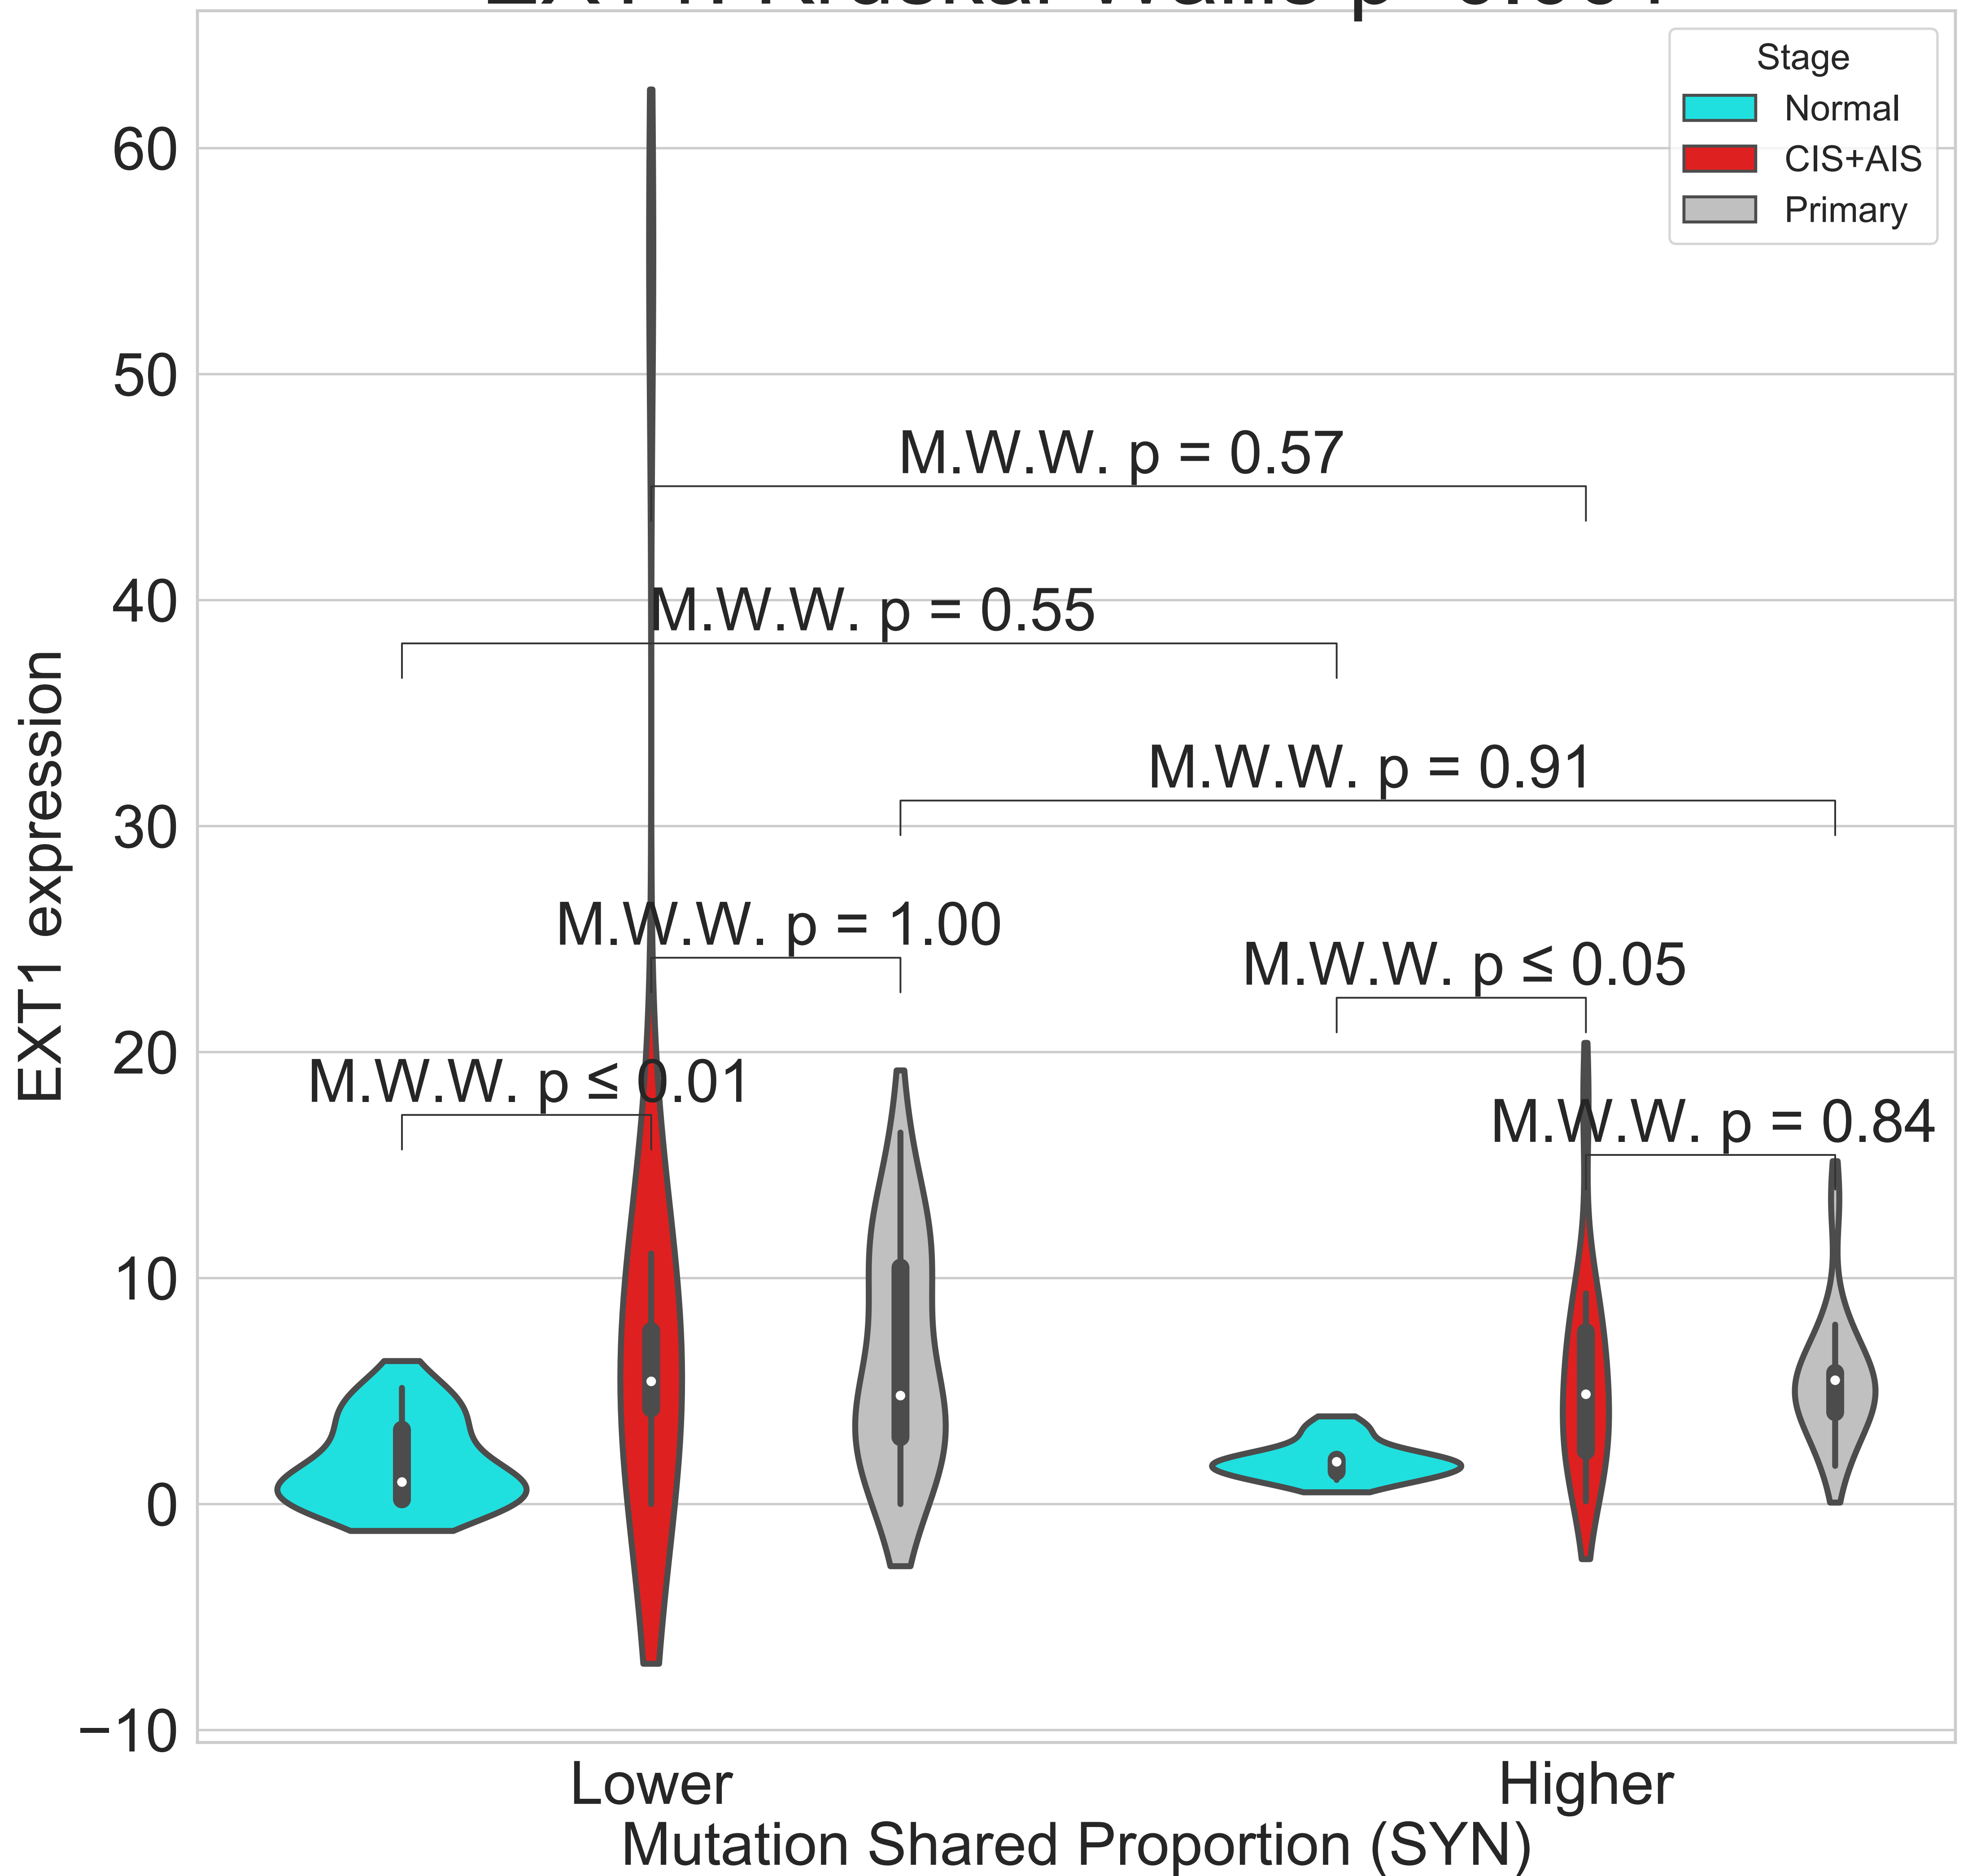 Stage
Normal
CIS+AIS
Primary
60
50
40
30
20
10
0
−10
EXT1 expression
M.W.W. p = 0.57
M.W.W. p = 0.55
M.W.W. p = 0.91
M.W.W. p = 1.00
M.W.W. p ≤ 0.05
M.W.W. p ≤ 0.01
M.W.W. p = 0.84
Lower
Higher
Mutation Shared Proportion (SYN)